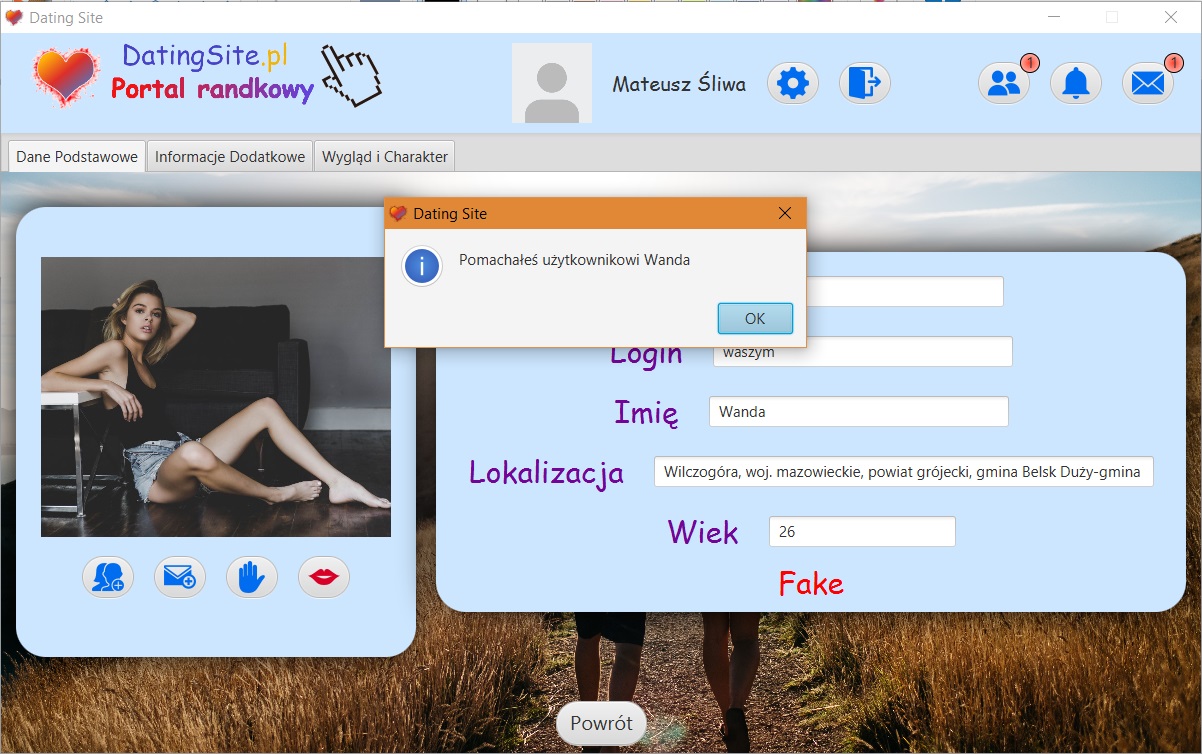 Dating Site
DatingSite.pl
Portal randkowy
Mateusz Śliwa
1
1
Dane Podstawowe
Informacje Dodatkowe
Wygląd i Charakter
Dating Site
Pomachałeś użytkownikowi Wanda
OK
Login
waszym
Imię
Wanda
Lokalizacja
Wilczogóra, woj. mazowieckie, powiat grójecki, gmina Belsk Duży-gmina
Wiek
26
Fake
Powrót